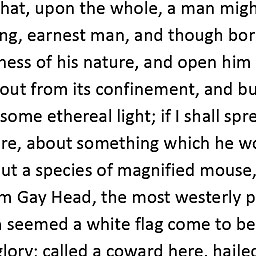 hat, upon the whole, a man migh
ng, earnest man, and though bor
ness of his nature, and open him
out from its confinement, and bu
some ethereal light; if I shall spre
re, about something which he wo
ut a species of magnified mouse,
m Gay Head, the most westerly p
seemed a white flag come to be
glory; called a coward here, hailed